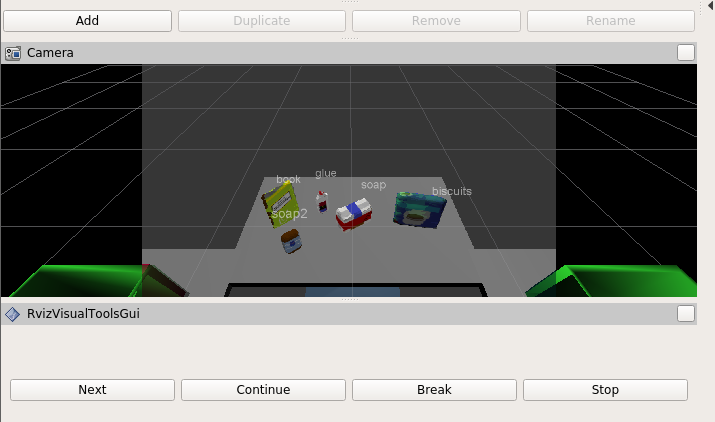 Add
Duplicate
Remove
Rename
Camera
book
glue
soap
biscuits
soap2
RvizVisualToolsGui
Next
Continue
Break
Stop